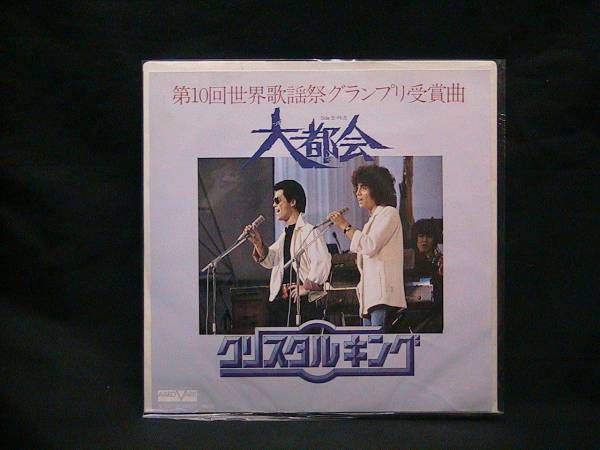 第10回世界歌謡祭グランプリ受賞曲
大都会
クリスタルキング